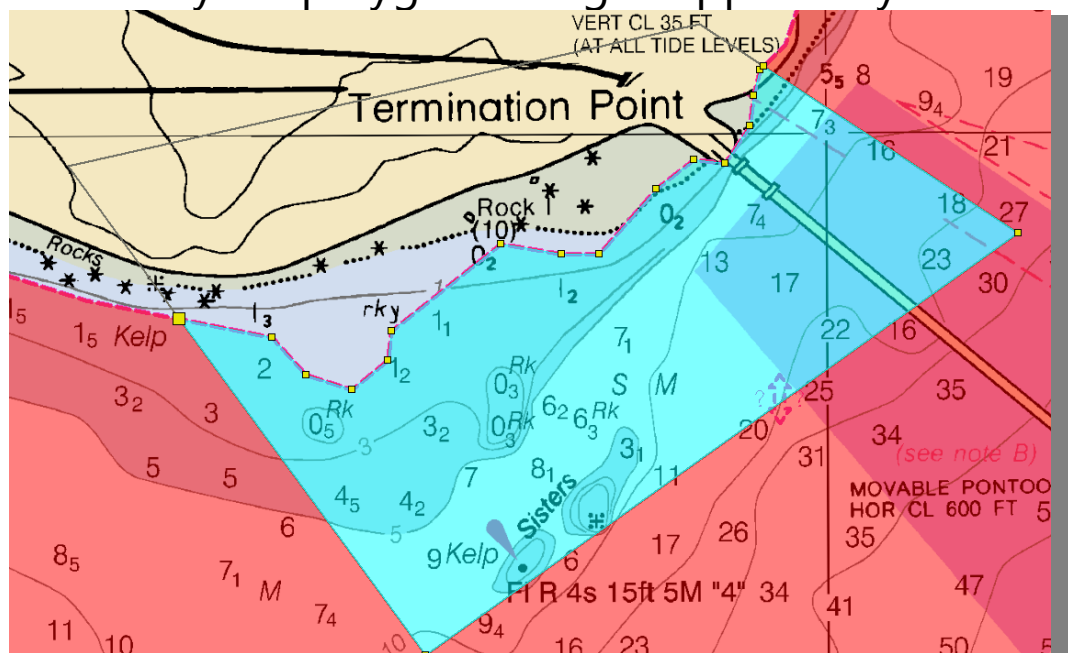 VERT CL 35 FT
(AT ALL TIDE LEVELS)
Termination Point
5₅ 8 19
9₄
7₃
16 21
Rock
(10)
0₂ 7₄ 18 27
Rocks
0₂
13 23
17 30
1₂
1₅ 1₃ rky 1
1₅ Kelp 1₁ 22 16
7₁
2 1₂
0₃ Rk S M 25 35
3₂ 3 0₅ Rk 3₂ 0₃ Rk 6₂ 6₃ Rk
3 3₁ 20 34
5 5 7 8₁ 11 31 (see note B)
4₅ 4₂ MOVABLE PONTOO
6 Sisters HOR CL 600 FT 5
5 26 35
8₅ 7₁ M 9 Kelp 6 17 47
Fl R 4s 15ft 5M "4" 34
7₄ 9₄ 41
11 10 10 16 23 50 5